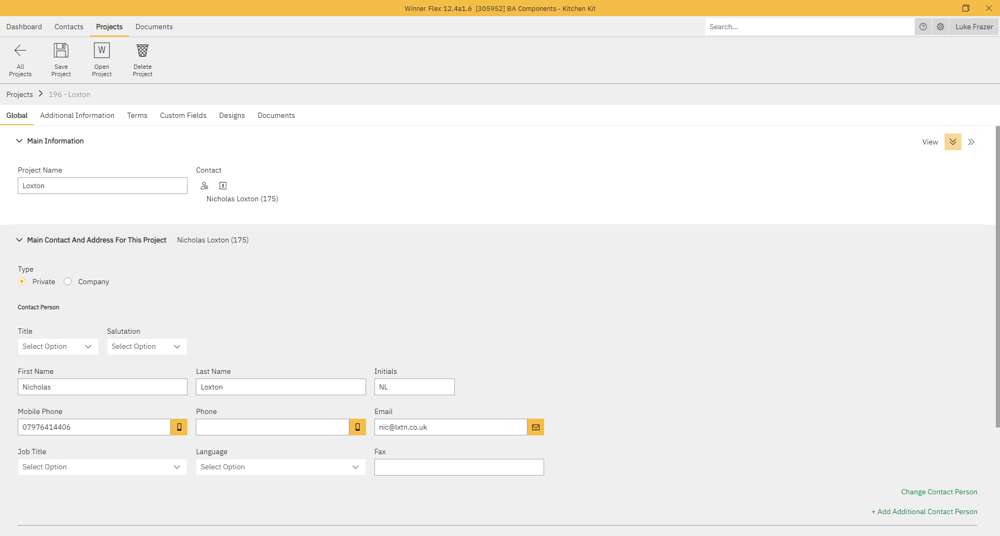 Winner Flex 12.4a1.6 [305952] BA Components - Kitchen Kit
Dashboard Contacts Projects Documents
Search...
Luke Frazer
All Projects
Save Project
W
Open Project
Delete Project
Projects 196 - Loxton
Global Additional Information Terms Custom Fields Designs Documents
Main Information
View
Project Name Contact
Loxton
Nicholas Loxton (175)
Main Contact And Address For This Project Nicholas Loxton (175)
Type
Private Company
Contact Person
Title Salutation
Select Option Select Option
First Name Last Name Initials
Nicholas Loxton NL
Mobile Phone Phone Email
07976414406 nic@lxtn.co.uk
Job Title Language Fax
Select Option Select Option
Change Contact Person
+ Add Additional Contact Person